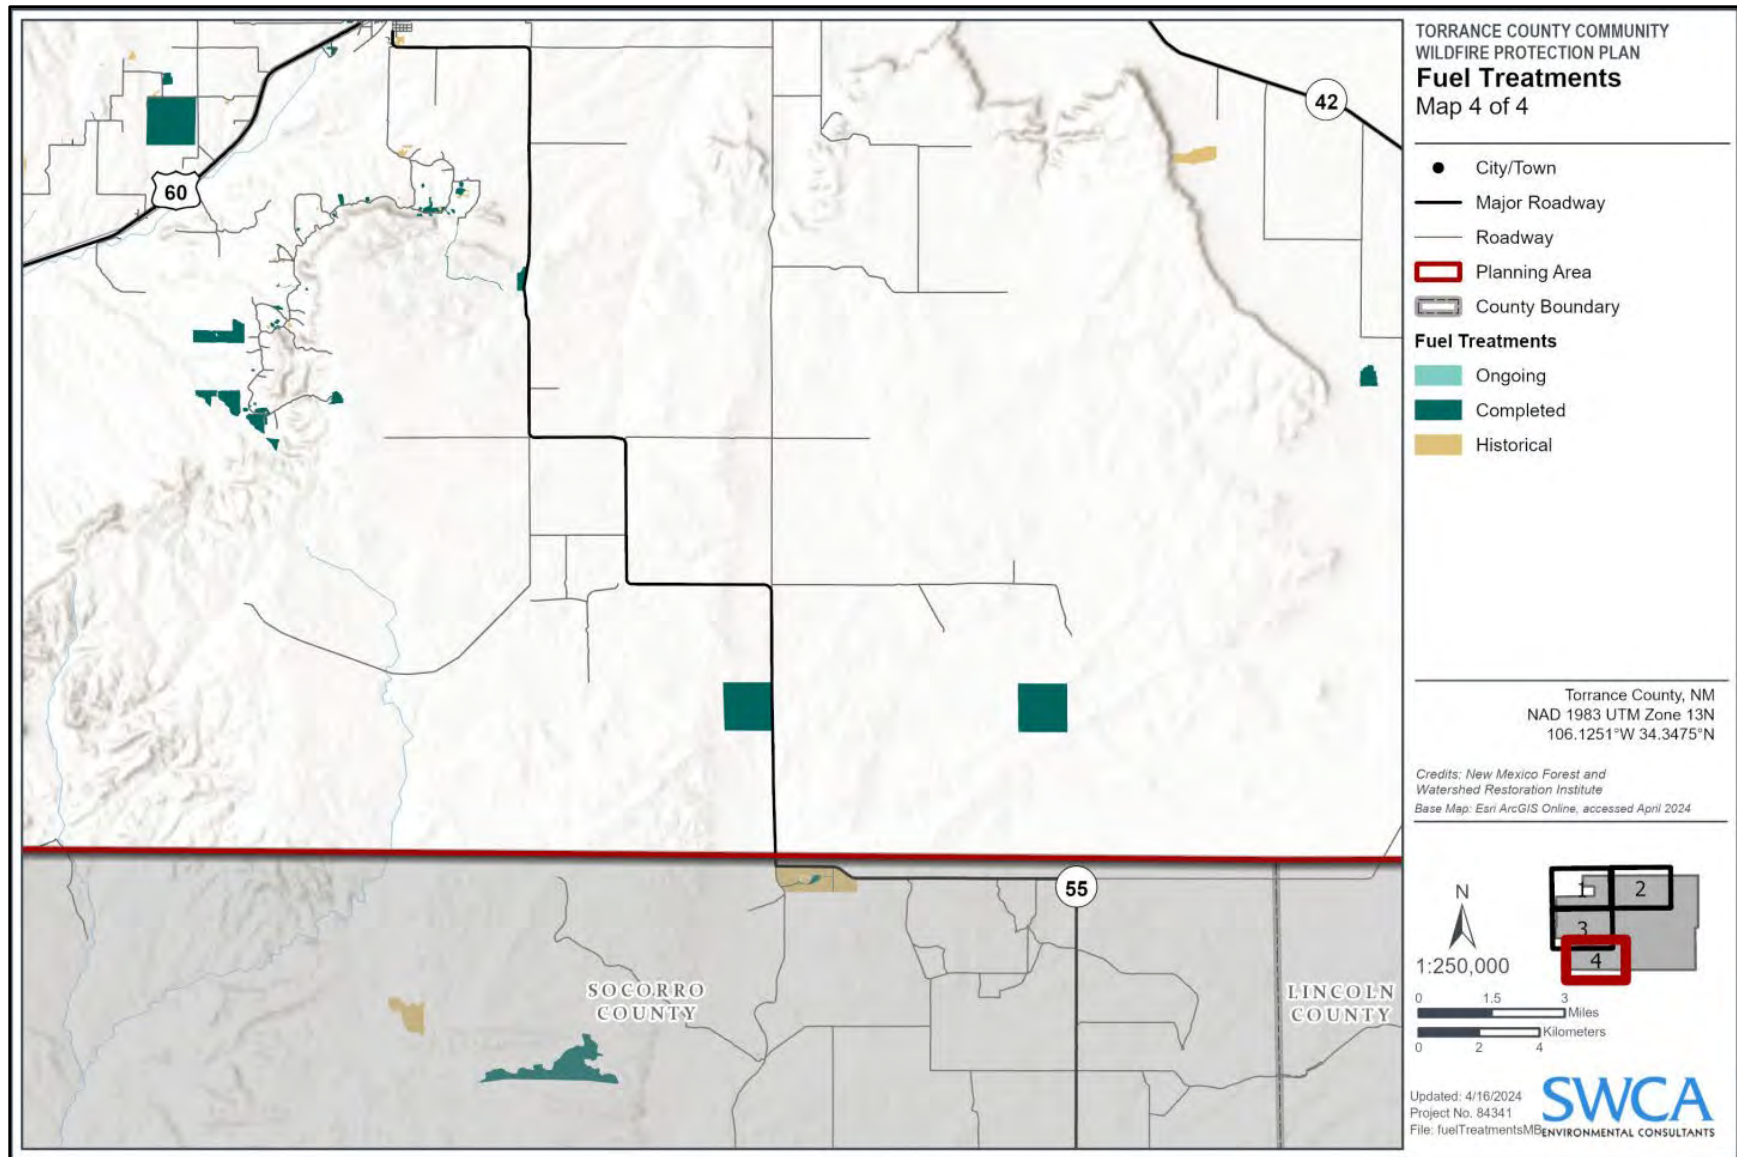 TORRANCE COUNTY COMMUNITY
WILDFIRE PROTECTION PLAN
Fuel Treatments
Map 4 of 4
City/Town
Major Roadway
Roadway
Planning Area
County Boundary
Fuel Treatments
Ongoing
Completed
Historical
Torrance County, NM
NAD 1983 UTM Zone 13N
106.1251°W 34.3475°N
Credits: New Mexico Forest and
Watershed Restoration Institute
Base Map: Esri ArcGIS Online, accessed April 2024
1
2
3
4
N
1:250,000
0 1.5 3
Miles
Kilometers
0 2 4
Updated: 4/16/2024
Project No. 84341
File: fuelTreatmentsMB
SWCA
ENVIRONMENTAL CONSULTANTS
42
60
55
SOCORRO
COUNTY
LINCOLN
COUNTY